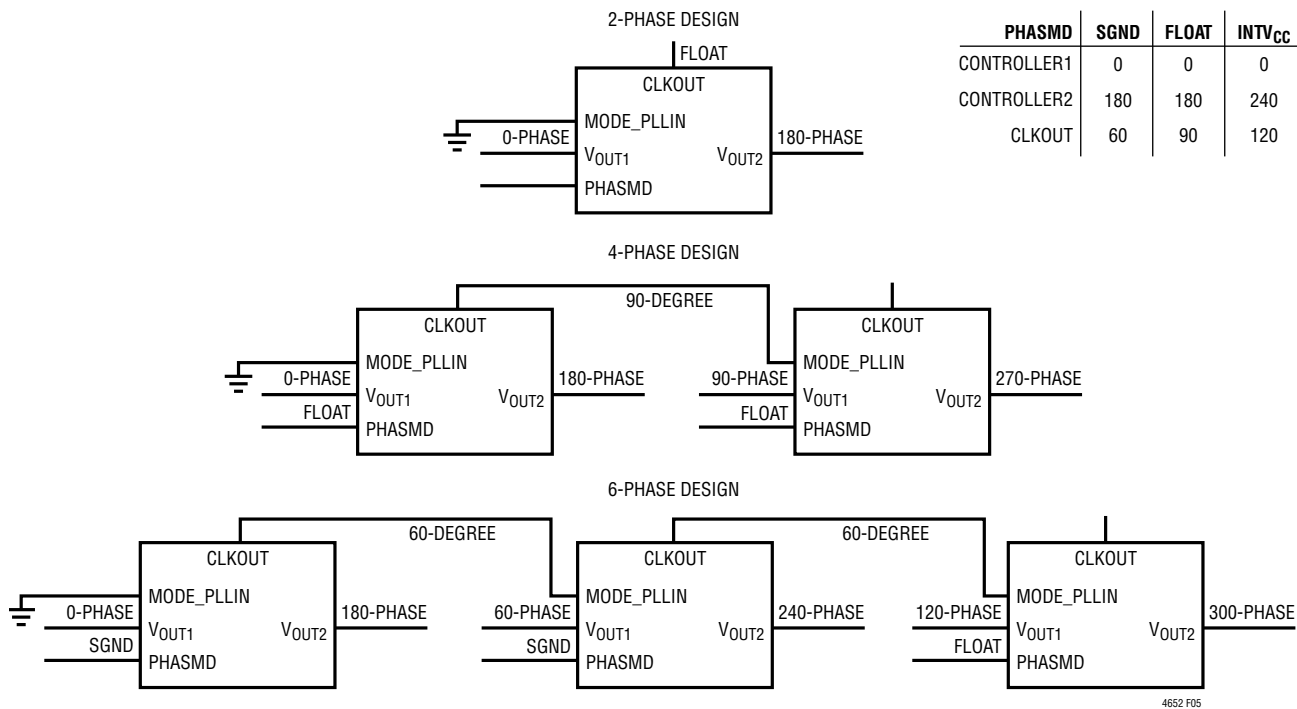 2-PHASE DESIGN
FLOAT
CLKOUT
MODE_PLLIN
0-PHASE
VOUT1
VOUT2
180-PHASE
PHASMD
PHASMD SGND FLOAT INTVCC
CONTROLLER1 0 0 0
CONTROLLER2 180 180 240
CLKOUT 60 90 120
4-PHASE DESIGN
90-DEGREE
CLKOUT
MODE_PLLIN
0-PHASE
VOUT1
VOUT2
180-PHASE
FLOAT
PHASMD
CLKOUT
MODE_PLLIN
90-PHASE
VOUT1
VOUT2
270-PHASE
FLOAT
PHASMD
6-PHASE DESIGN
60-DEGREE
60-DEGREE
CLKOUT
MODE_PLLIN
0-PHASE
VOUT1
VOUT2
180-PHASE
SGND
PHASMD
CLKOUT
MODE_PLLIN
60-PHASE
VOUT1
VOUT2
240-PHASE
SGND
PHASMD
CLKOUT
MODE_PLLIN
120-PHASE
VOUT1
VOUT2
300-PHASE
FLOAT
PHASMD
4652 F05